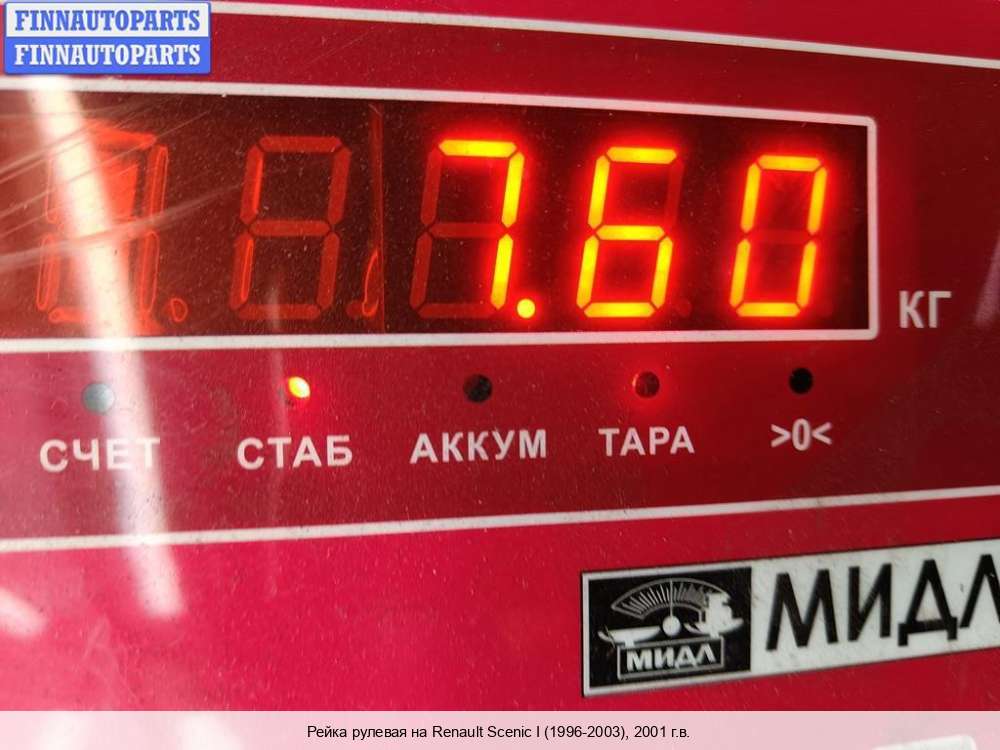 FINNAUTOPARTS
FINNAUTOPARTS
7.60
КГ
СЧЕТ СТАБ АККУМ ТАРА >0<
МИДЛ
МИДЛ
Рейка рулевая на Renault Scenic I (1996-2003), 2001 г.в.